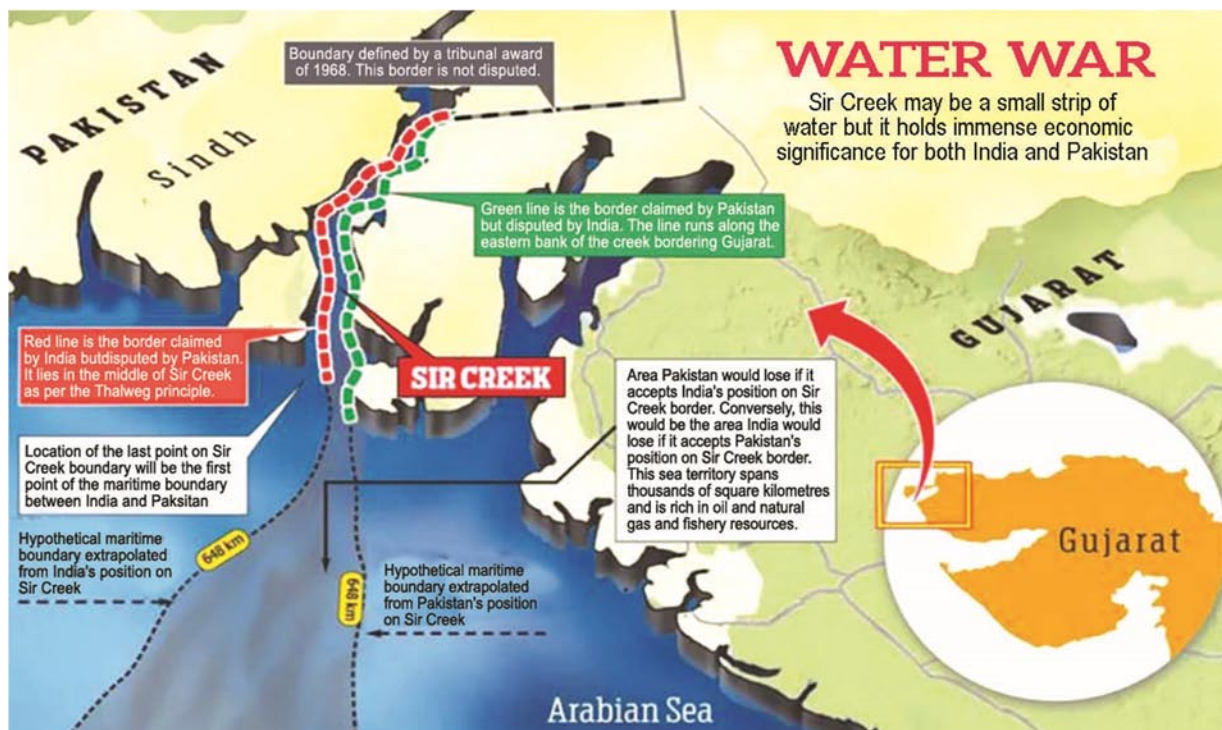 WATER WAR
Sir Creek may be a small strip of
water but it holds immense economic
significance for both India and Pakistan
Boundary defined by a tribunal award
of 1968. This border is not disputed.
PAKISTAN
Sindh
Green line is the border claimed by Pakistan
but disputed by India. The line runs along the
eastern bank of the creek bordering Gujarat.
GUJARAT
Red line is the border claimed
by India butdisputed by Pakistan.
It lies in the middle of Sir Creek
as per the Thalweg principle.
SIR CREEK
Area Pakistan would lose if it
accepts India's position on Sir
Creek border. Conversely, this
would be the area India would
lose if it accepts Pakistan's
position on Sir Creek border.
This sea territory spans
thousands of square kilometres
and is rich in oil and natural
gas and fishery resources.
Location of the last point on Sir
Creek boundary will be the first
point of the maritime boundary
between India and Paksitan
Hypothetical maritime
boundary extrapolated
from India's position on
Sir Creek
648 km
648 km
Hypothetical maritime
boundary extrapolated
from Pakistan's position
on Sir Creek
Gujarat
Arabian Sea